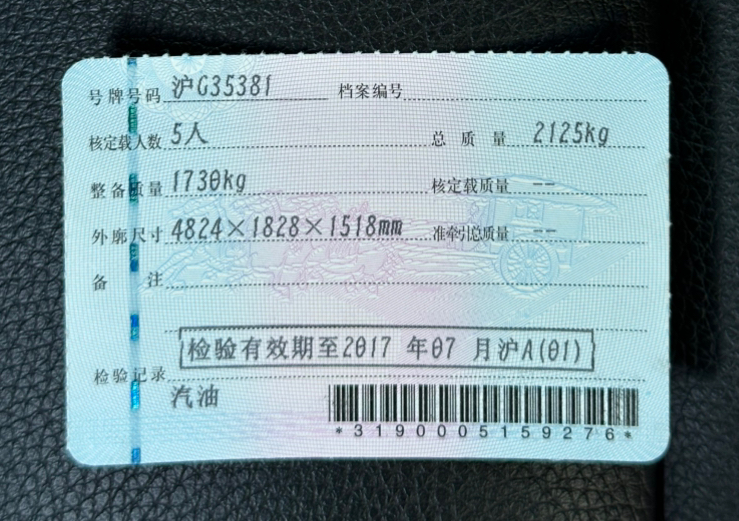 号牌号码 沪G35381 档案编号
核定载人数 5人 总质量 2125kg
整备质量 1730kg 核定载质量 --
外廓尺寸 4824×1828×1518mm 准牵引总质量 --
备注
检验有效期至2017 年07 月沪A(01)
检验记录
汽油
*3190005159276*